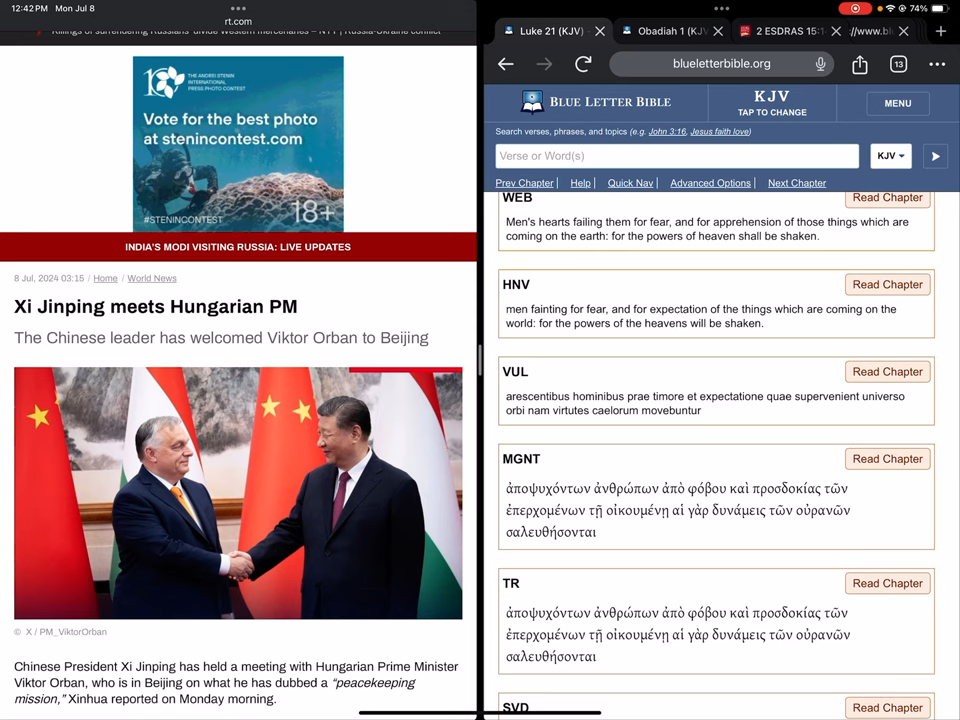 12:42 PM Mon Jul 8
rt.com
Killings of surrendering Russians 'divide' Western mercenaries – NYT | Russia-Ukraine conflict
THE ANDREI STENIN
INTERNATIONAL
PRESS PHOTO CONTEST
Vote for the best photo
at stenincontest.com
#STENINCONTEST
18+
INDIA'S MODI VISITING RUSSIA: LIVE UPDATES
8 Jul, 2024 03:15 / Home / World News
Xi Jinping meets Hungarian PM
The Chinese leader has welcomed Viktor Orban to Beijing
© X / PM_ViktorOrban
Chinese President Xi Jinping has held a meeting with Hungarian Prime Minister
Viktor Orban, who is in Beijing on what he has dubbed a “peacekeeping
mission,” Xinhua reported on Monday morning.
74%
Luke 21 (KJV) -
Obadiah 1 (KJV
2 ESDRAS 15:1
://www.bl
blueletterbible.org
13
BLUE LETTER BIBLE
KJV
TAP TO CHANGE
MENU
Search verses, phrases, and topics (e.g. John 3:16, Jesus faith love)
Verse or Word(s)
KJV
Prev Chapter | Help | Quick Nav | Advanced Options | Next Chapter
WEB
Read Chapter
Men's hearts failing them for fear, and for apprehension of those things which are
coming on the earth: for the powers of heaven shall be shaken.
HNV
Read Chapter
men fainting for fear, and for expectation of the things which are coming on the
world: for the powers of the heavens will be shaken.
VUL
Read Chapter
arescentibus hominibus prae timore et expectatione quae supervenient universo
orbi nam virtutes caelorum movebuntur
MGNT
Read Chapter
ἀποψυχόντων ἀνθρώπων ἀπὸ φόβου καὶ προσδοκίας τῶν
ἐπερχομένων τῇ οἰκουμένῃ αἱ γὰρ δυνάμεις τῶν οὐρανῶν
σαλευθήσονται
TR
Read Chapter
ἀποψυχόντων ἀνθρώπων ἀπὸ φόβου καὶ προσδοκίας τῶν
ἐπερχομένων τῇ οἰκουμένῃ αἱ γὰρ δυνάμεις τῶν οὐρανῶν
σαλευθήσονται
SVD
Read Chapter